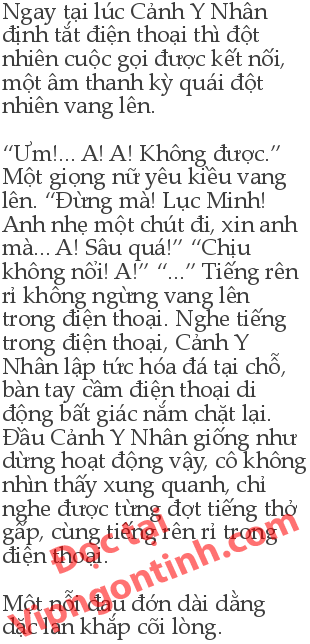 Ngay tại lúc Cảnh Y Nhân
định tắt điện thoại thì đột
nhiên cuộc gọi được kết nối,
một âm thanh kỳ quái đột
nhiên vang lên.

“Ưm!... A! A! Không được.”
Một giọng nữ yêu kiều vang
lên. “Đừng mà! Lục Minh!
Anh nhẹ một chút đi, xin anh
mà... A! Sâu quá!” “Chịu
không nổi! A!” “...” Tiếng rên
rỉ không ngừng vang lên
trong điện thoại. Nghe tiếng
trong điện thoại, Cảnh Y
Nhân lập tức hóa đá tại chỗ,
bàn tay cầm điện thoại di
động bất giác nắm chặt lại.
Đầu Cảnh Y Nhân giống như
dừng hoạt động vậy, cô không
nhìn thấy xung quanh, chỉ
nghe được từng đợt tiếng thở
gấp, cùng tiếng rên rỉ trong
điện thoại.

Một nỗi đau đớn dài dằng
dặc lan khắp cõi lòng.
Đọc tại
Vipngontinh.com